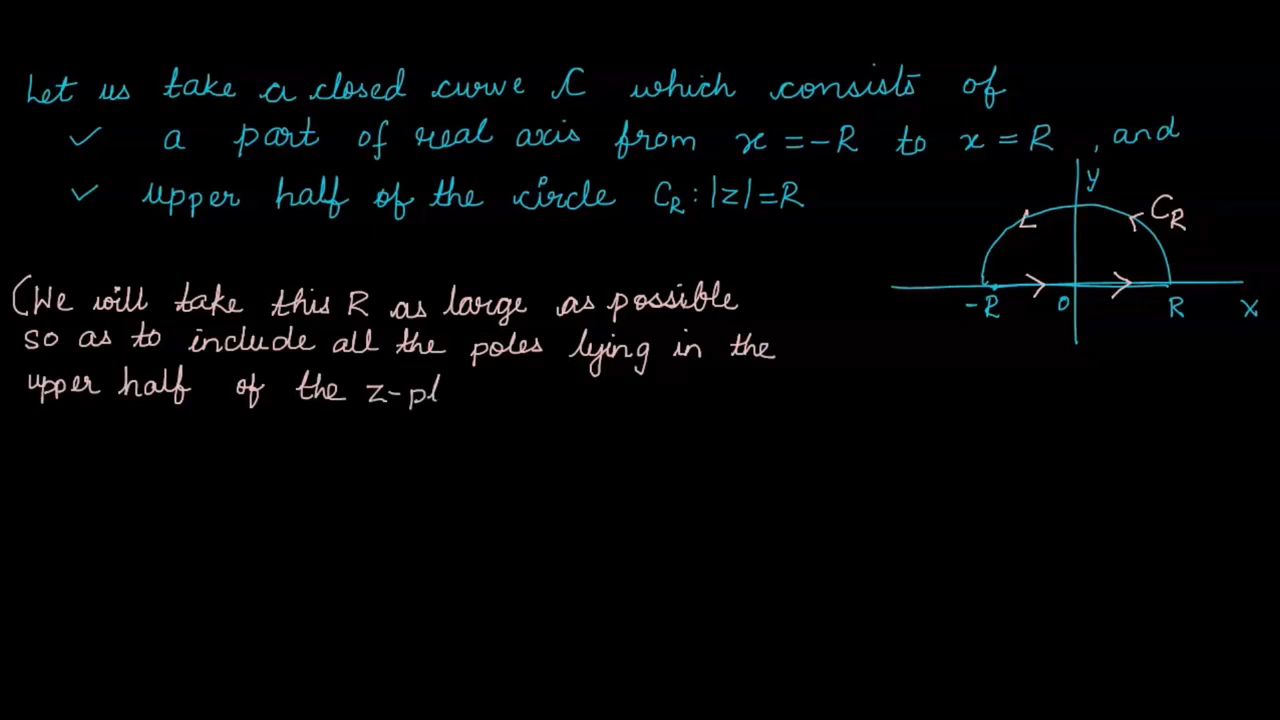 Let us take a closed curve C which consists of
✓ a part of real axis from x = -R to x = R , and
✓ upper half of the circle C_R : |z| = R
y
C_R
-R 0 R X
(We will take this R as large as possible
so as to include all the poles lying in the
upper half of the z-pl